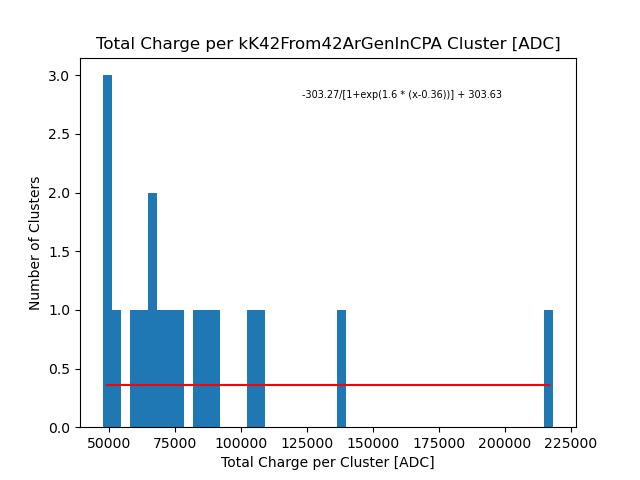 Total Charge per kK42From42ArGenInCPA Cluster [ADC]
-303.27/[1+exp(1.6 * (x-0.36))] + 303.63
Number of Clusters
3.0
2.5
2.0
1.5
1.0
0.5
0.0
50000 75000 100000 125000 150000 175000 200000 225000
Total Charge per Cluster [ADC]